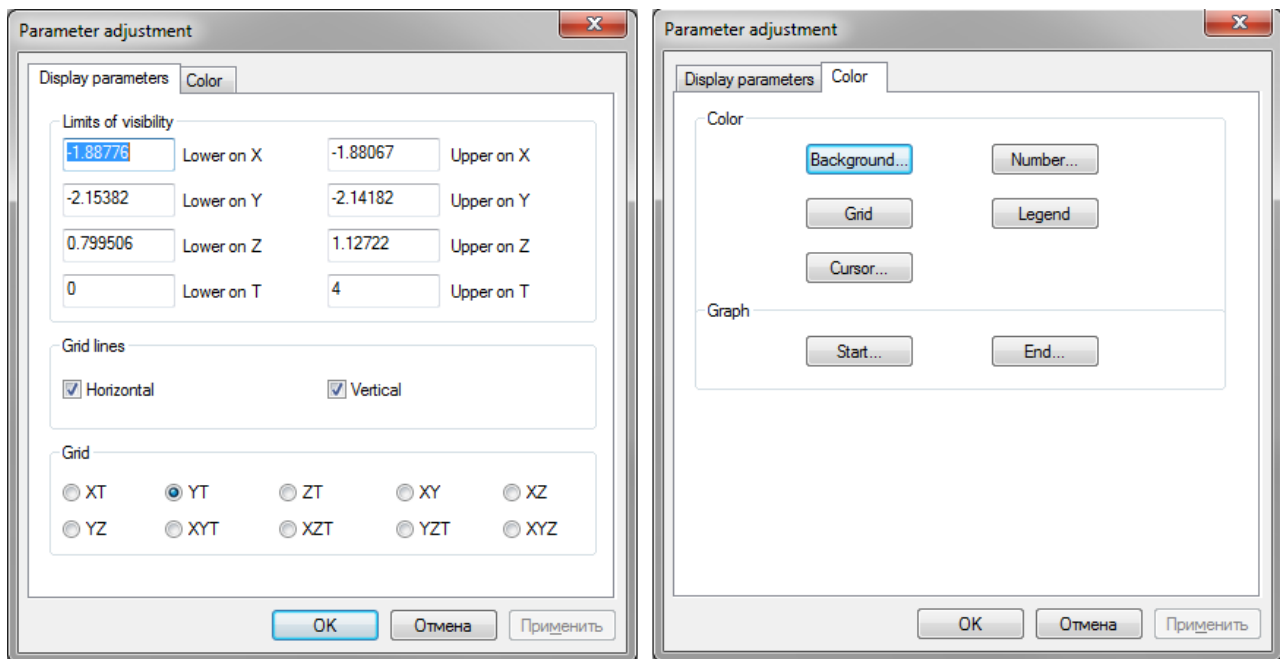 Parameter adjustment
Display parameters Color
Limits of visibility
-1.88776 Lower on X -1.88067 Upper on X
-2.15382 Lower on Y -2.14182 Upper on Y
0.799506 Lower on Z 1.12722 Upper on Z
0 Lower on T 4 Upper on T
Grid lines
Horizontal Vertical
Grid
XT YT ZT XY XZ
YZ XYT XZT YZT XYZ
OK Отмена Применить
Parameter adjustment
Display parameters Color
Color
Background... Number...
Grid Legend
Cursor...
Graph
Start... End...
OK Отмена Применить